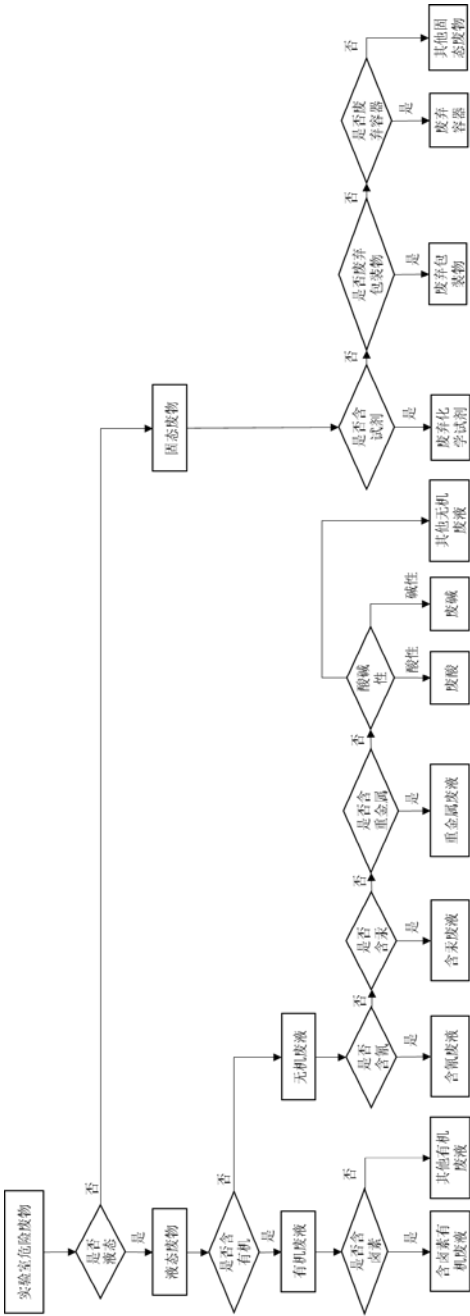 实验室危险废物
是否
液态
否
是
液态废物
固态废物
是否含
有机
否
是
有机废液
无机废液
是否含
卤素
否
是
含卤素有
机废液
其他有机
废液
是否
含氰
否
是
含氰废液
是否
含汞
否
是
含汞废液
是否含
重金属
否
是
重金属废液
酸碱
性
酸性
碱性
废酸
废碱
其他无机
废液
是否含
试剂
否
是
废弃化
学试剂
是否废弃
包装物
否
是
废弃包
装物
是否废
弃容器
否
是
废弃
容器
其他固
态废物